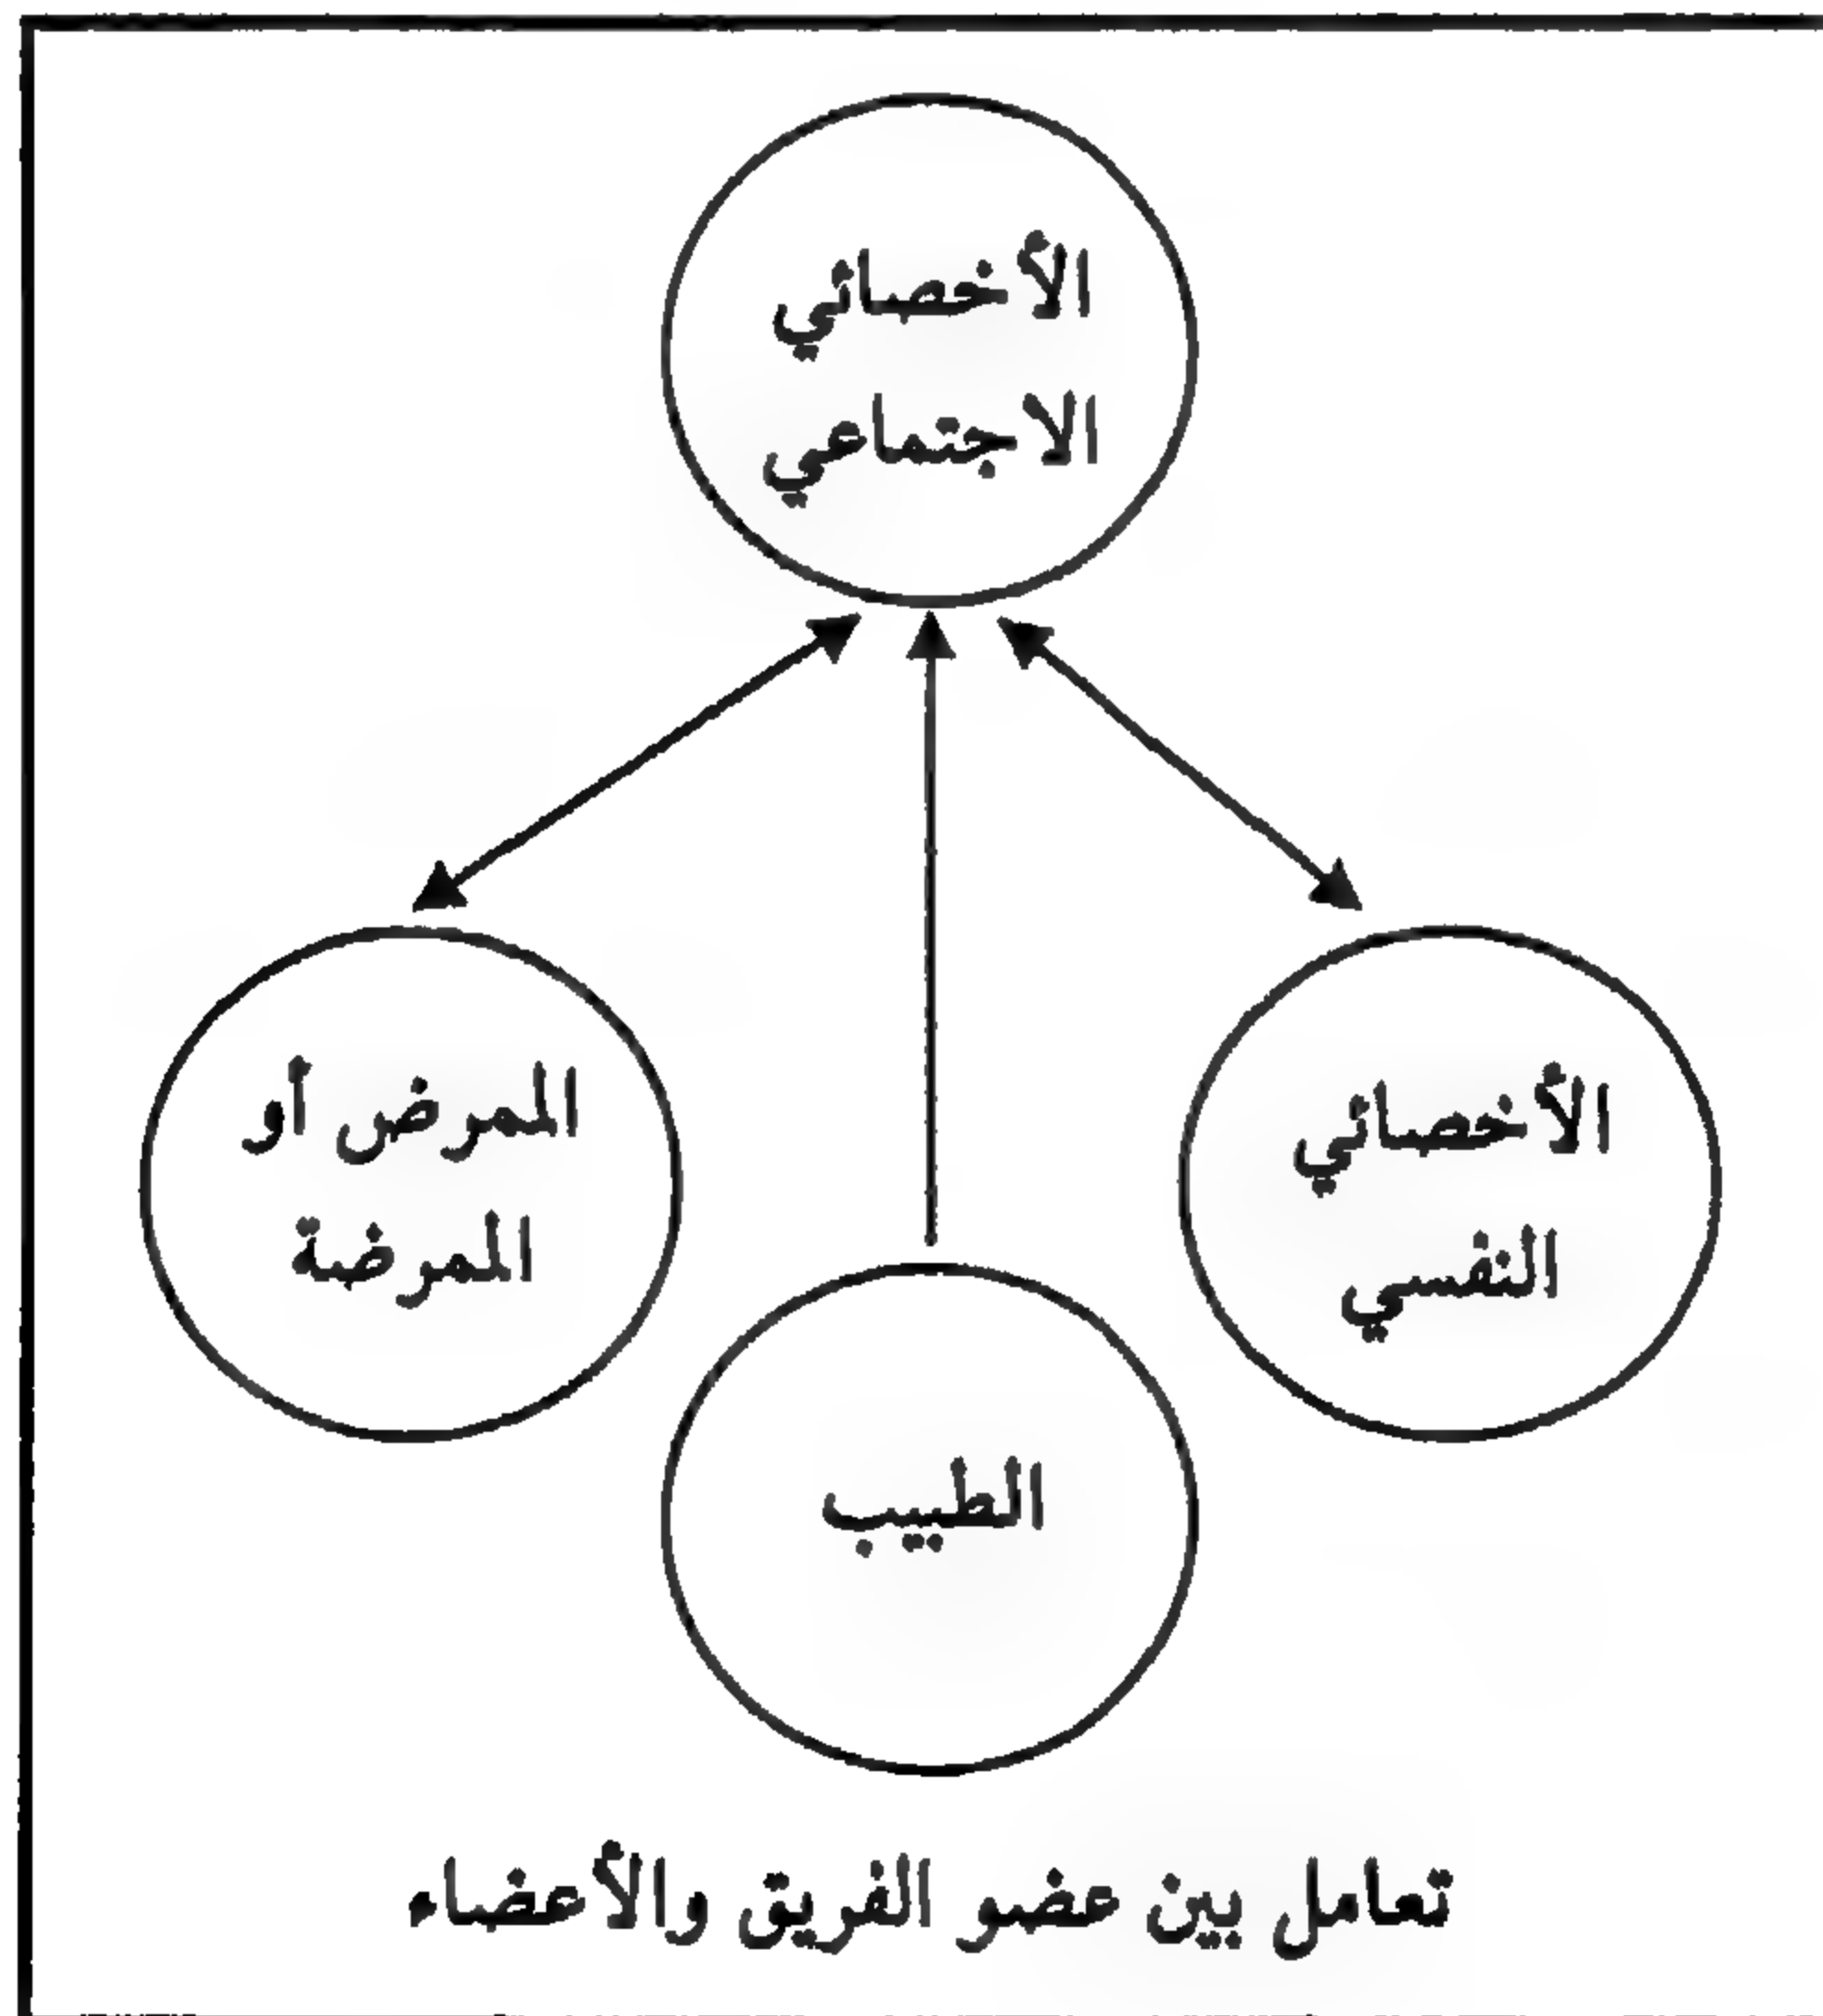 الأخصائي
الاجتماعي
الأخصائي
النفسي
الممرض أو
الممرضة
الطبيب
تعامل بين عضو الفريق والأعضاء